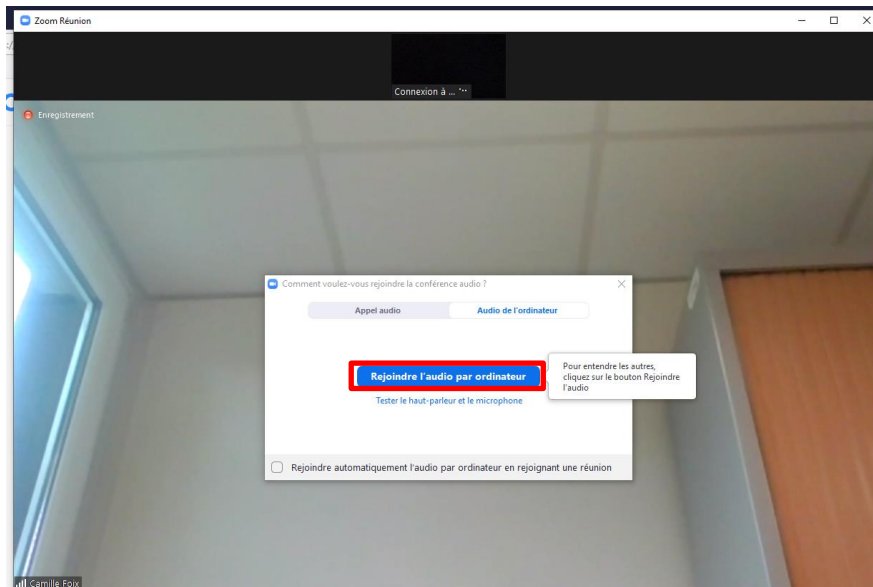 Zoom Réunion
Connexion à ...
Enregistrement
Comment voulez-vous rejoindre la conférence audio ?
Appel audio
Audio de l'ordinateur
Rejoindre l'audio par ordinateur
Pour entendre les autres,
cliquez sur le bouton Rejoindre
l'audio
Tester le haut-parleur et le microphone
Rejoindre automatiquement l'audio par ordinateur en rejoignant une réunion
Camille Foix